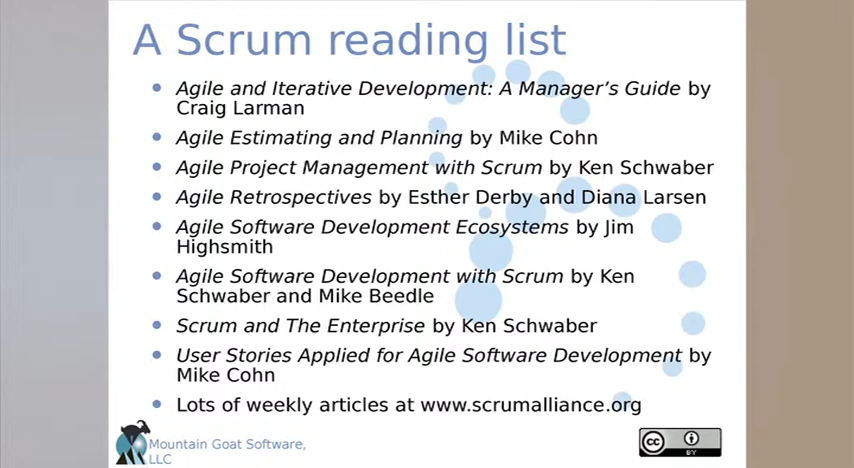 A Scrum reading list
Agile and Iterative Development: A Manager's Guide by
Craig Larman
Agile Estimating and Planning by Mike Cohn
Agile Project Management with Scrum by Ken Schwaber
Agile Retrospectives by Esther Derby and Diana Larsen
Agile Software Development Ecosystems by Jim
Highsmith
Agile Software Development with Scrum by Ken
Schwaber and Mike Beedle
Scrum and The Enterprise by Ken Schwaber
User Stories Applied for Agile Software Development by
Mike Cohn
Lots of weekly articles at www.scrumalliance.org
Mountain Goat Software,
LLC
cc
BY